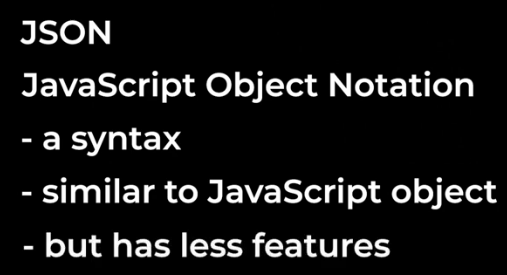 JSON
JavaScript Object Notation
- a syntax
- similar to JavaScript object
- but has less features